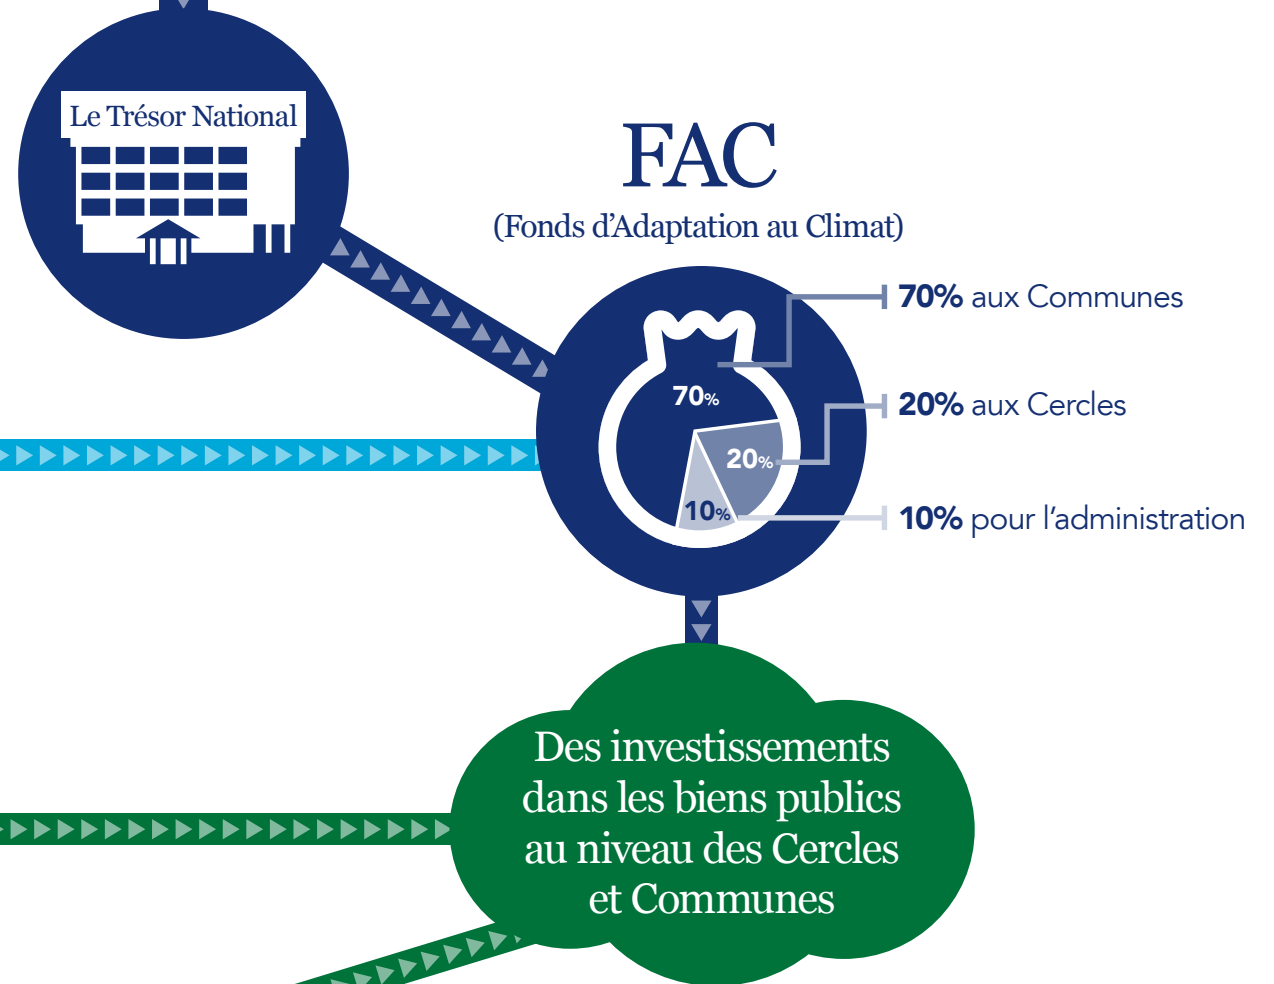 Le Trésor National
FAC
(Fonds d’Adaptation au Climat)
70% aux Communes
70%
20% aux Cercles
20%
10%
10% pour l’administration
Des investissements
dans les biens publics
au niveau des Cercles
et Communes